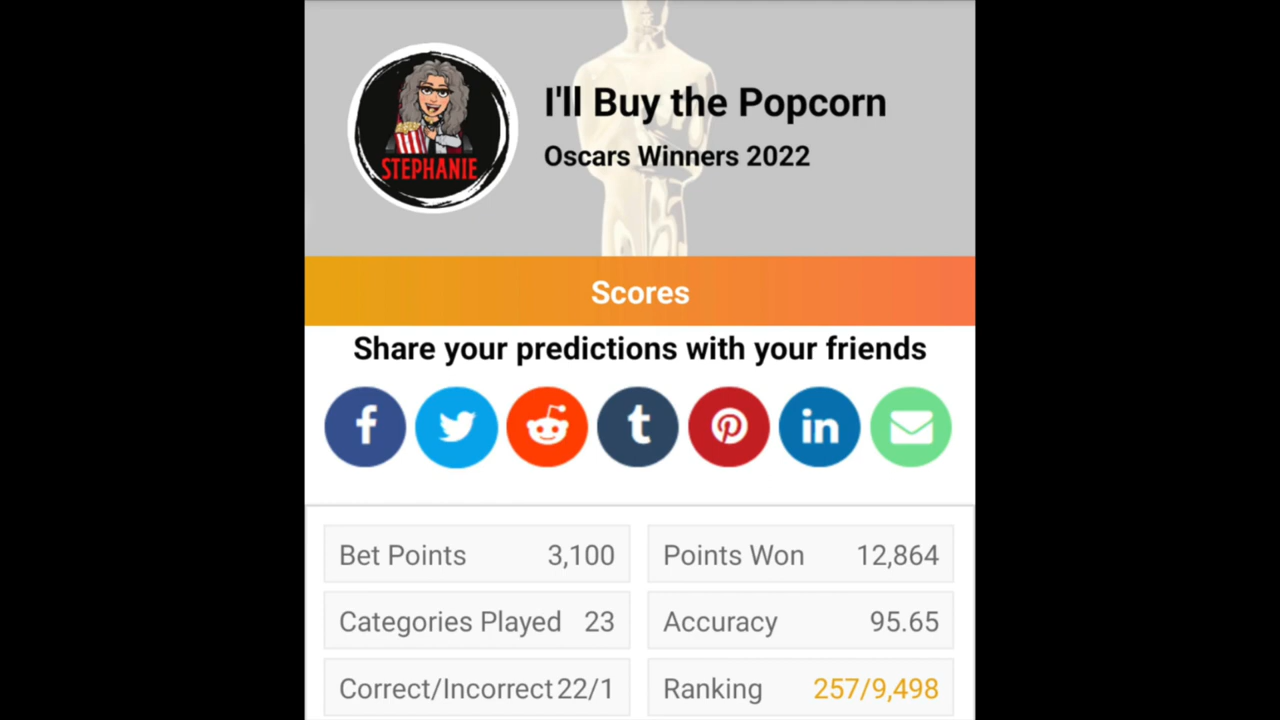 STEPHANIE
I'll Buy the Popcorn
Oscars Winners 2022
Scores
Share your predictions with your friends
Bet Points 3,100
Points Won 12,864
Categories Played 23
Accuracy 95.65
Correct/Incorrect 22/1
Ranking 257/9,498